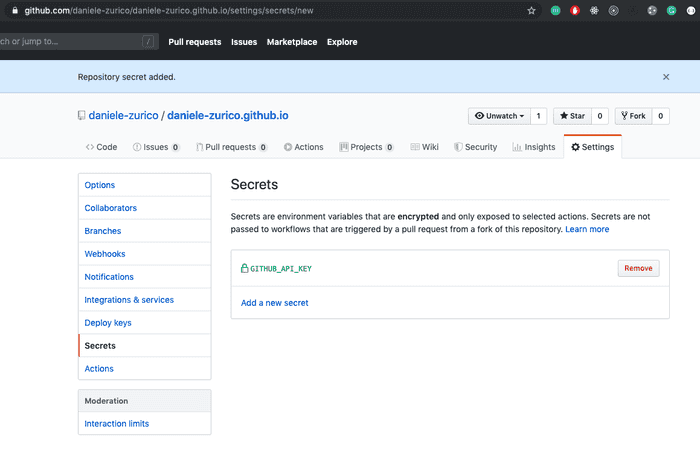 github.com/daniele-zurico/daniele-zurico.github.io/settings/secrets/new
ch or jump to... / Pull requests Issues Marketplace Explore
Repository secret added.
daniele-zurico / daniele-zurico.github.io Unwatch 1 Star 0 Fork 0
Code Issues 0 Pull requests 0 Actions Projects 0 Wiki Security Insights Settings
Options
Collaborators
Branches
Webhooks
Notifications
Integrations & services
Deploy keys
Secrets
Actions
Moderation
Interaction limits
Secrets
Secrets are environment variables that are encrypted and only exposed to selected actions. Secrets are not
passed to workflows that are triggered by a pull request from a fork of this repository. Learn more
GITHUB_API_KEY Remove
Add a new secret